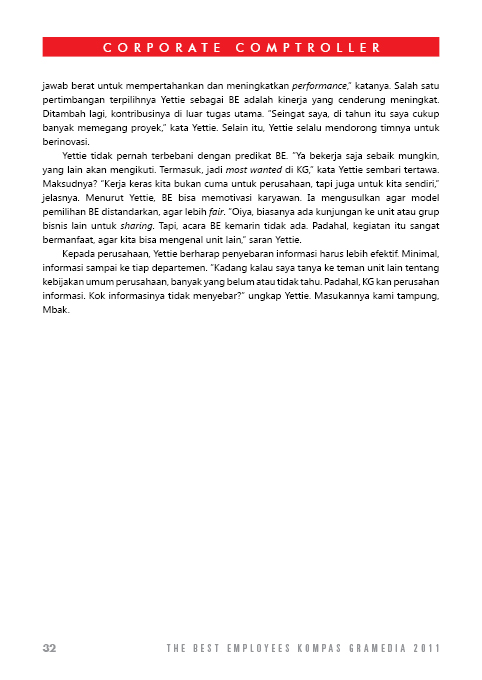 CORPORATE COMPTROLLER
jawab berat untuk mempertahankan dan meningkatkan performance,” katanya. Salah satu
pertimbangan terpilihnya Yettie sebagai BE adalah kinerja yang cenderung meningkat.
Ditambah lagi, kontribusinya di luar tugas utama. “Seingat saya, di tahun itu saya cukup
banyak memegang proyek,” kata Yettie. Selain itu, Yettie selalu mendorong timnya untuk
berinovasi.
Yettie tidak pernah terbebani dengan predikat BE. “Ya bekerja saja sebaik mungkin,
yang lain akan mengikuti. Termasuk, jadi most wanted di KG,” kata Yettie sembari tertawa.
Maksudnya? “Kerja keras kita bukan cuma untuk perusahaan, tapi juga untuk kita sendiri,”
jelasnya. Menurut Yettie, BE bisa memotivasi karyawan. Ia mengusulkan agar model
pemilihan BE distandarkan, agar lebih fair. “Oiya, biasanya ada kunjungan ke unit atau grup
bisnis lain untuk sharing. Tapi, acara BE kemarin tidak ada. Padahal, kegiatan itu sangat
bermanfaat, agar kita bisa mengenal unit lain,” saran Yettie.
Kepada perusahaan, Yettie berharap penyebaran informasi harus lebih efektif. Minimal,
informasi sampai ke tiap departemen. “Kadang kalau saya tanya ke teman unit lain tentang
kebijakan umum perusahaan, banyak yang belum atau tidak tahu. Padahal, KG kan perusahan
informasi. Kok informasinya tidak menyebar?” ungkap Yettie. Masukannya kami tampung,
Mbak.
32 THE BEST EMPLOYEES KOMPAS GRAMEDIA 2011